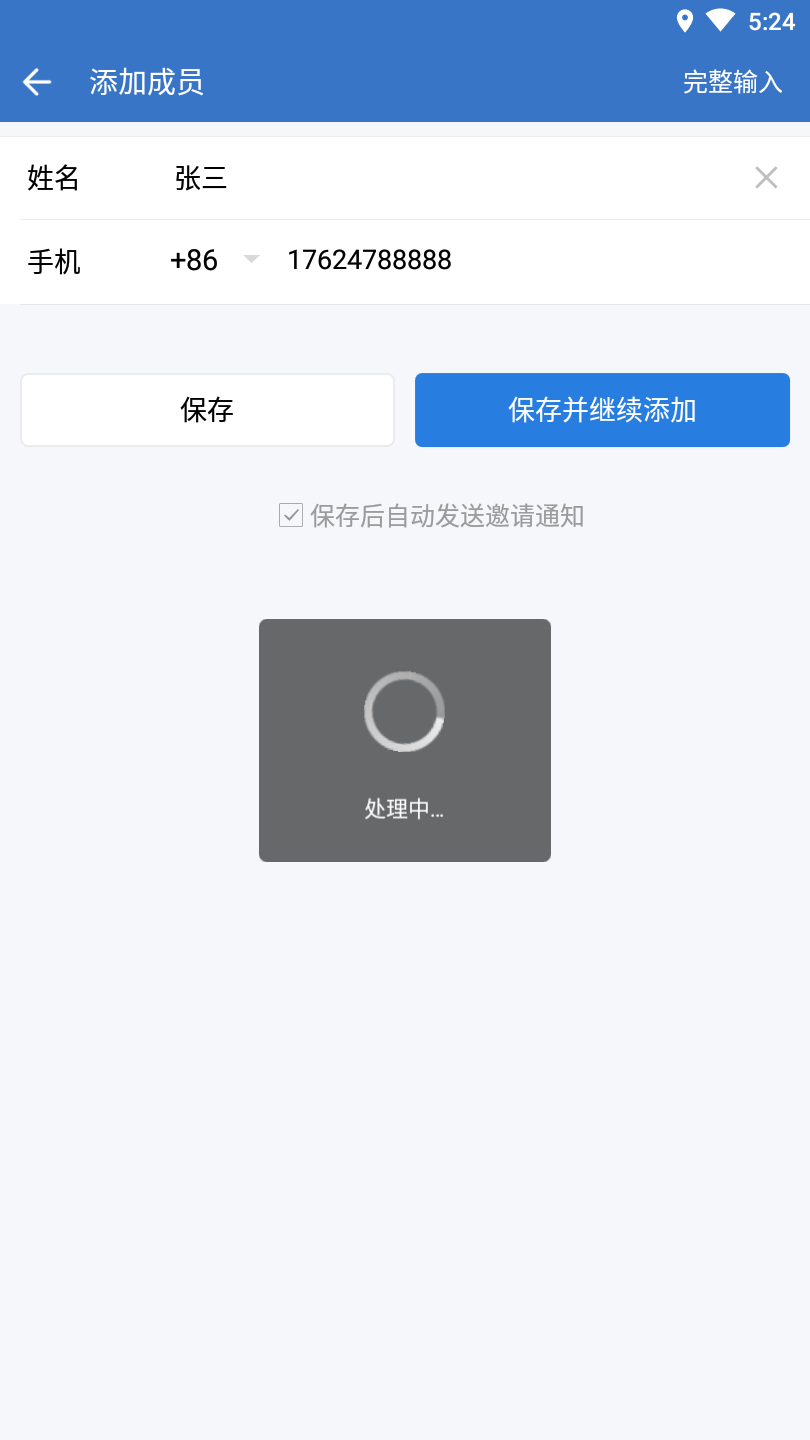 5:24
添加成员 完整输入
姓名 张三
手机 +86 17624788888
保存 保存并继续添加
保存后自动发送邀请通知
处理中...